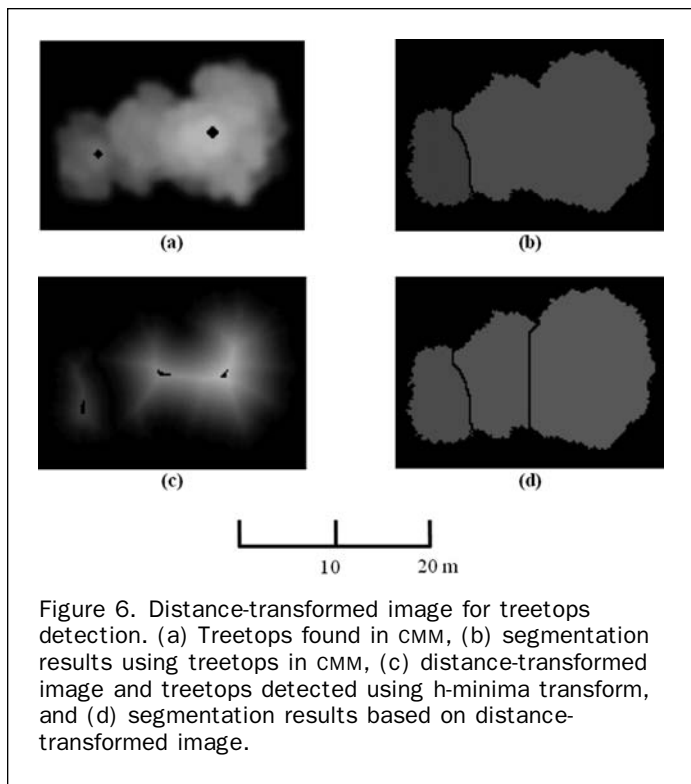 (a)
(b)
(c)
(d)
10
20 m
Figure 6. Distance-transformed image for treetops
detection. (a) Treetops found in CMM, (b) segmentation
results using treetops in CMM, (c) distance-transformed
image and treetops detected using h-minima transform,
and (d) segmentation results based on distance-
transformed image.